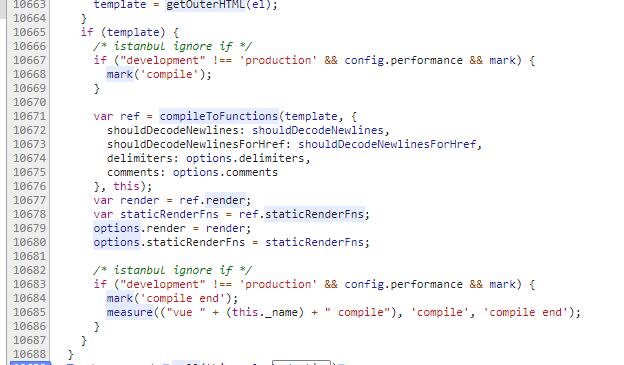 10663 template = getOuterHTML(el);
10664 }
10665 if (template) {
10666 /* istanbul ignore if */
10667 if ("development" !== 'production' && config.performance && mark) {
10668 mark('compile');
10669 }
10670
10671 var ref = compileToFunctions(template, {
10672 shouldDecodeNewlines: shouldDecodeNewlines,
10673 shouldDecodeNewlinesForHref: shouldDecodeNewlinesForHref,
10674 delimiters: options.delimiters,
10675 comments: options.comments
10676 }, this);
10677 var render = ref.render;
10678 var staticRenderFns = ref.staticRenderFns;
10679 options.render = render;
10680 options.staticRenderFns = staticRenderFns;
10681
10682 /* istanbul ignore if */
10683 if ("development" !== 'production' && config.performance && mark) {
10684 mark('compile end');
10685 measure(("vue " + (this._name) + " compile"), 'compile', 'compile end');
10686 }
10687 }
10688 }